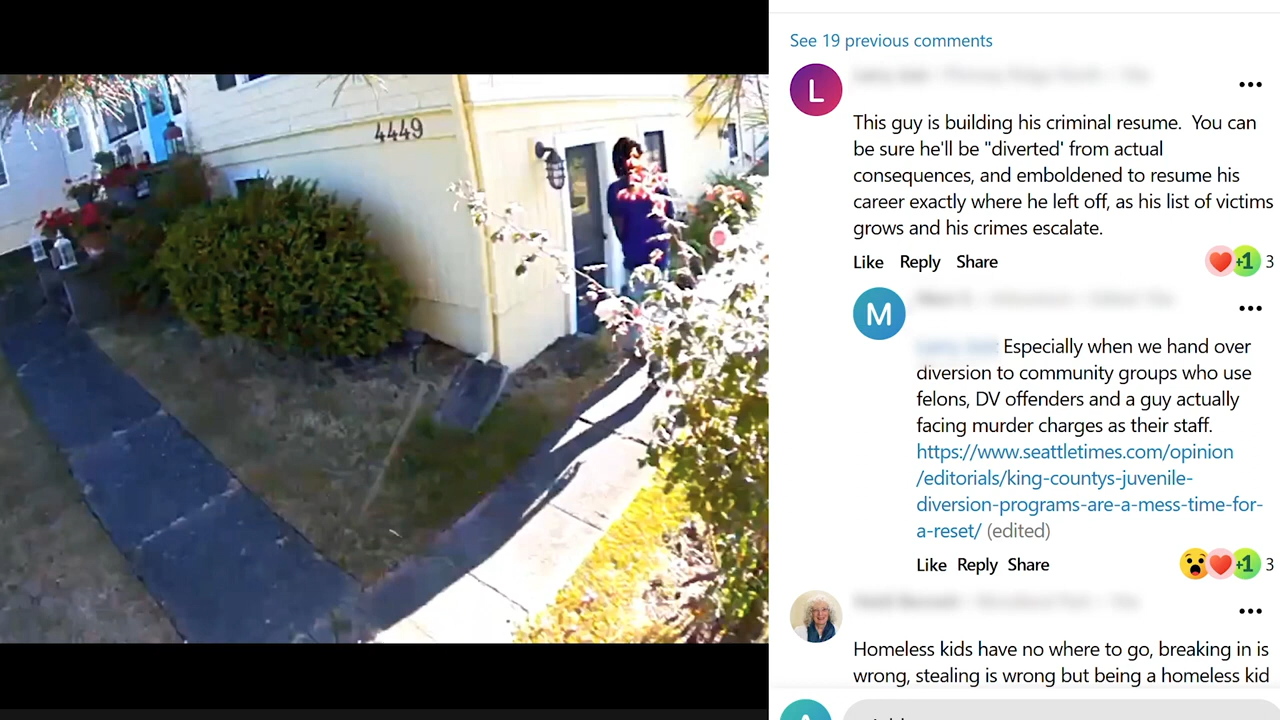 4449
See 19 previous comments
L
This guy is building his criminal resume.  You can
be sure he'll be "diverted' from actual
consequences, and emboldened to resume his
career exactly where he left off, as his list of victims
grows and his crimes escalate.
Like Reply Share +1 3
M
Especially when we hand over
diversion to community groups who use
felons, DV offenders and a guy actually
facing murder charges as their staff.
https://www.seattletimes.com/opinion
/editorials/king-countys-juvenile-
diversion-programs-are-a-mess-time-for-
a-reset/ (edited)
Like Reply Share +1 3
Homeless kids have no where to go, breaking in is
wrong, stealing is wrong but being a homeless kid